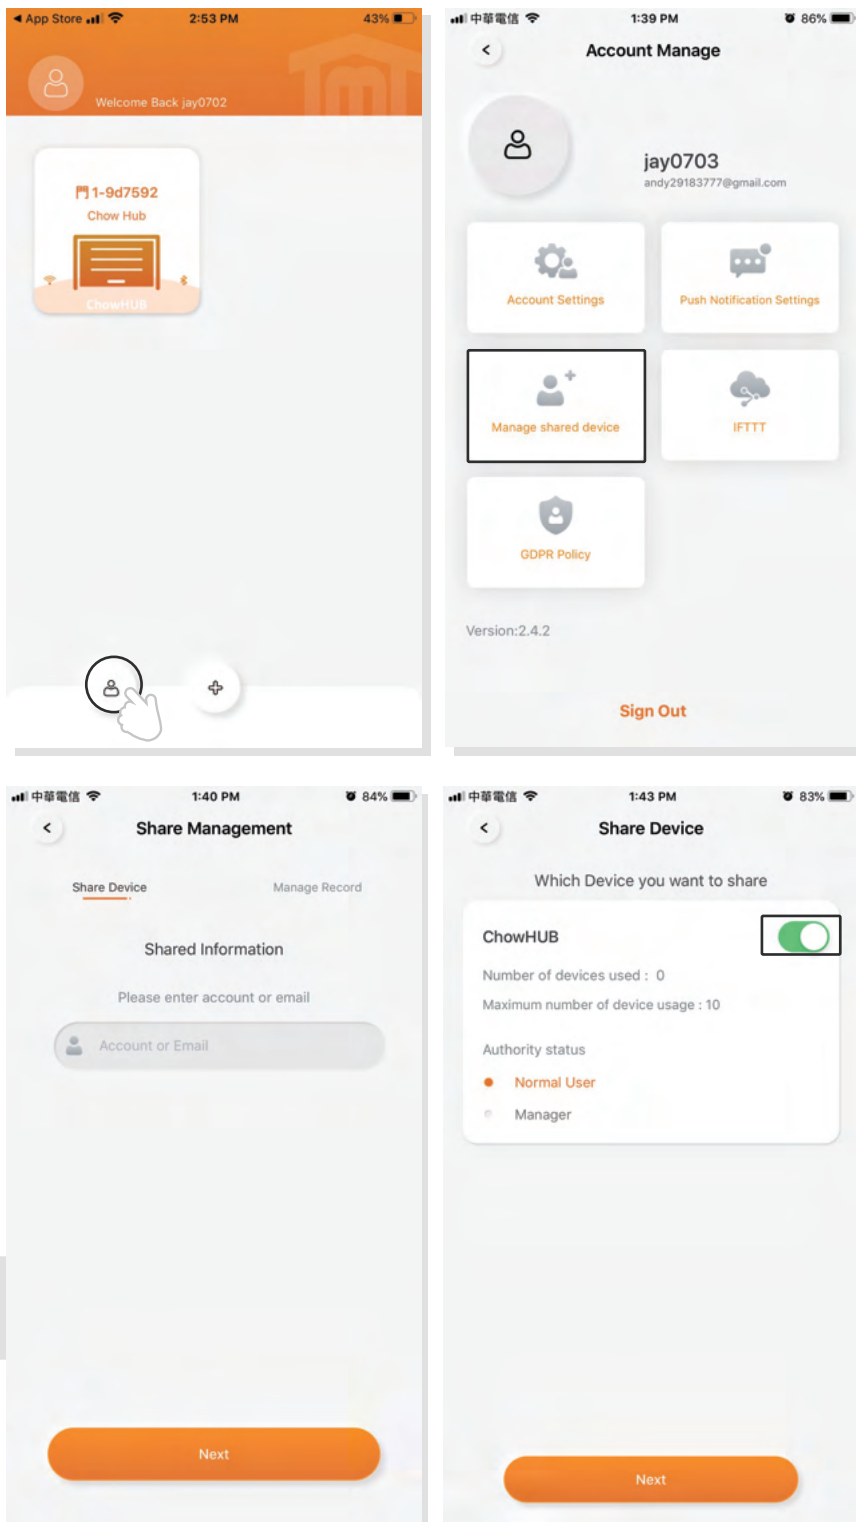 App Store
2:53 PM
43%
Welcome Back jay0702
門1-9d7592
Chow Hub
ChowHUB
中華電信
1:39 PM
86%
Account Manage
jay0703
andy29183777@gmail.com
Account Settings
Push Notification Settings
Manage shared device
IFTTT
GDPR Policy
Version:2.4.2
Sign Out
中華電信
1:40 PM
84%
Share Management
Share Device
Manage Record
Shared Information
Please enter account or email
Account or Email
Next
中華電信
1:43 PM
83%
Share Device
Which Device you want to share
ChowHUB
Number of devices used : 0
Maximum number of device usage : 10
Authority status
Normal User
Manager
Next